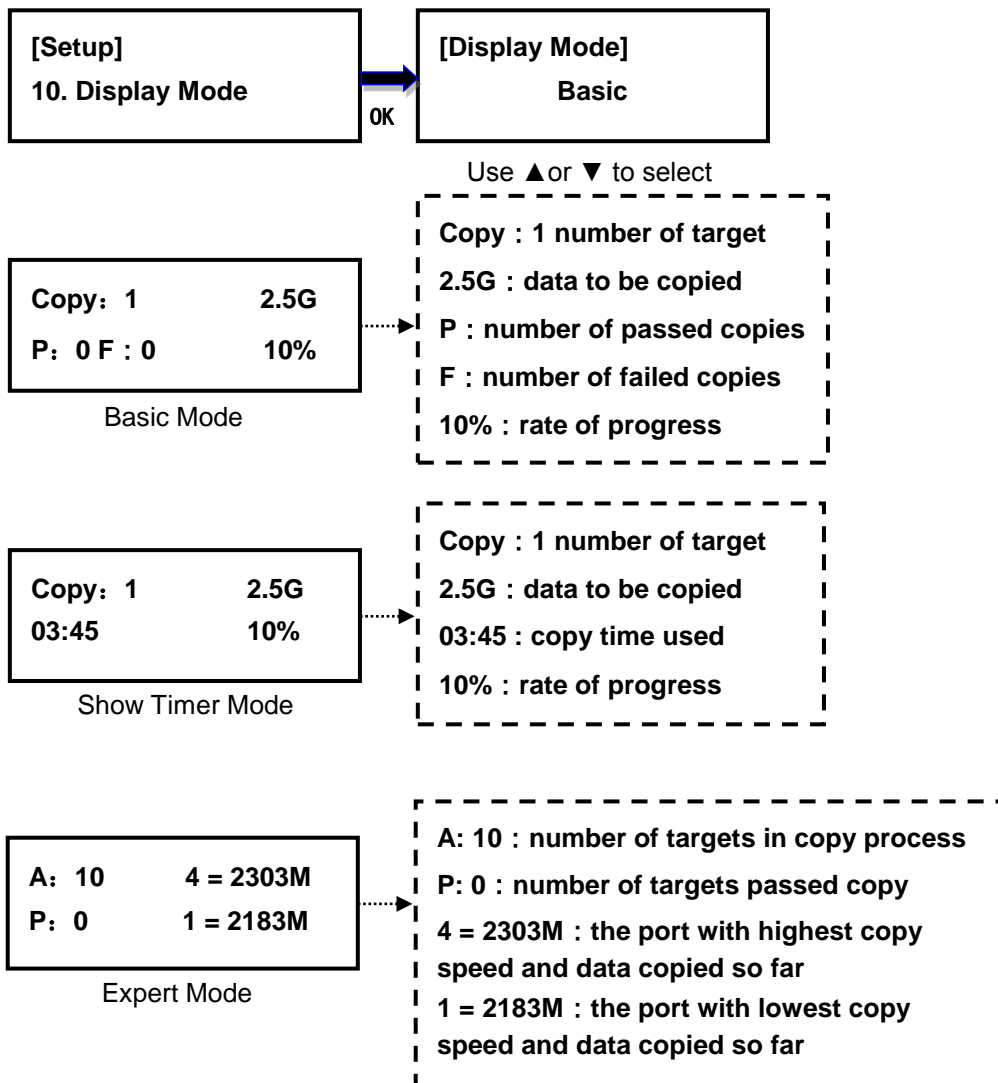 [Setup]
10. Display Mode
OK
[Display Mode]
Basic
Use ▲or ▼ to select
Copy：1 2.5G
P：0 F：0 10%
Basic Mode
Copy：1 number of target
2.5G：data to be copied
P：number of passed copies
F：number of failed copies
10%：rate of progress
Copy：1 2.5G
03:45 10%
Show Timer Mode
Copy：1 number of target
2.5G：data to be copied
03:45 : copy time used
10%：rate of progress
A：10 4 = 2303M
P：0 1 = 2183M
Expert Mode
A: 10：number of targets in copy process
P: 0：number of targets passed copy
4 = 2303M：the port with highest copy
speed and data copied so far
1 = 2183M：the port with lowest copy
speed and data copied so far